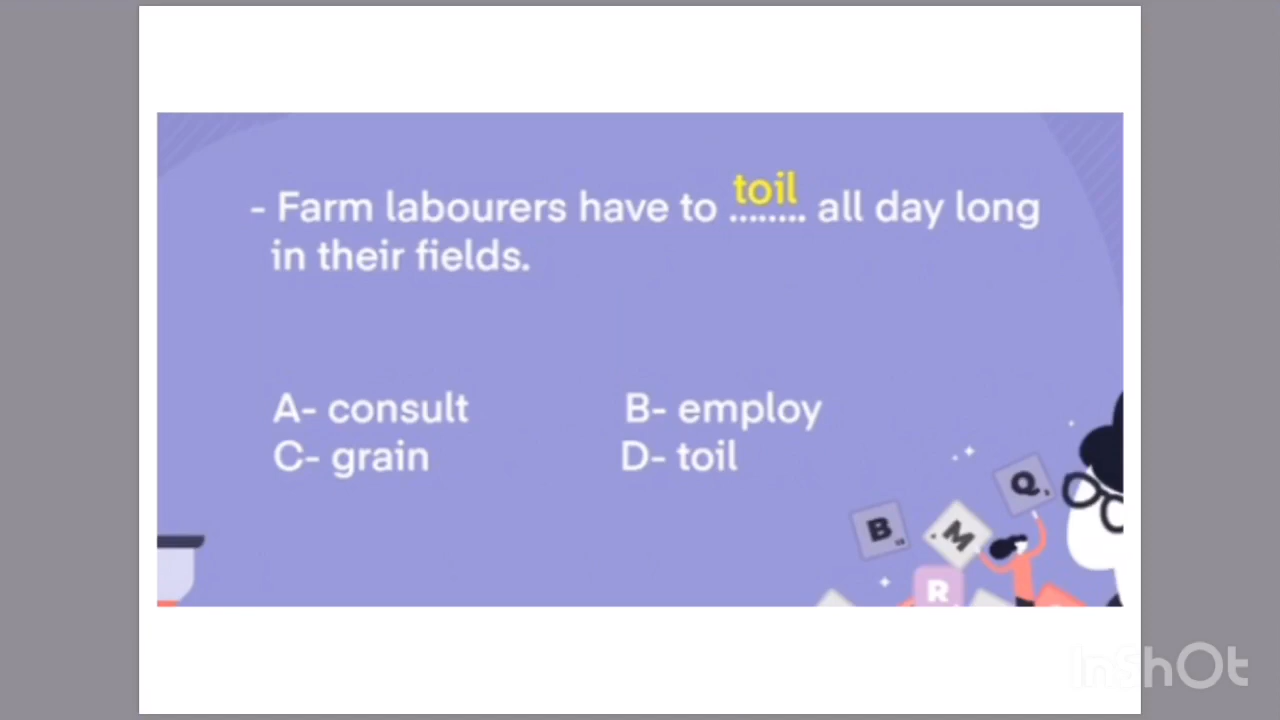 toil
- Farm labourers have to ........ all day long
in their fields.
A- consult
B- employ
C- grain
D- toil
Q
B
M
R
InShOt